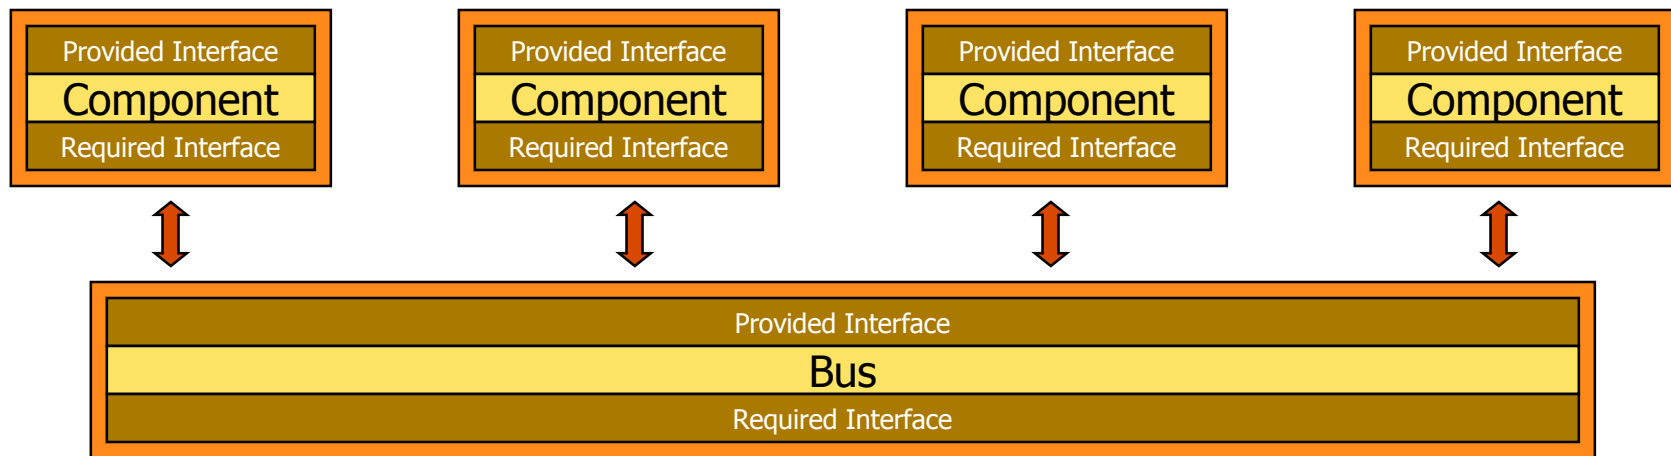 Provided Interface
Component
Required Interface
Provided Interface
Component
Required Interface
Provided Interface
Component
Required Interface
Provided Interface
Component
Required Interface
Provided Interface
Bus
Required Interface